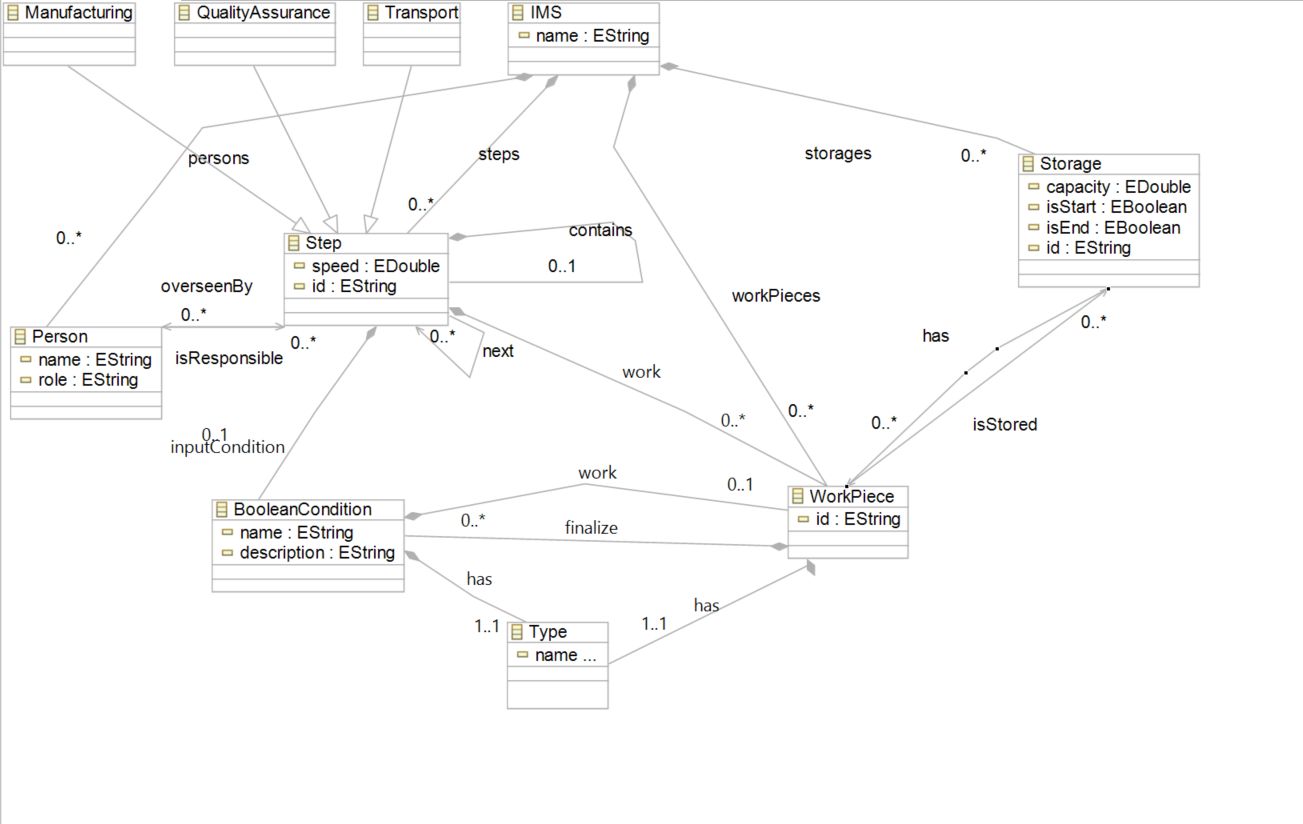 Manufacturing
QualityAssurance
Transport
IMS
name : EString
persons
steps
storages
0..*
Storage
capacity : EDouble
isStart : EBoolean
isEnd : EBoolean
id : EString
0..*
0..*
Step
speed : EDouble
id : EString
contains
0..1
overseenBy
0..*
workPieces
Person
name : EString
role : EString
isResponsible
0..*
0..*
next
has
0..*
work
0..*
0..*
0..*
isStored
0..1
inputCondition
work
0..1
WorkPiece
id : EString
BooleanCondition
name : EString
description : EString
0..*
finalize
has
1..1
has
1..1
Type
name ...